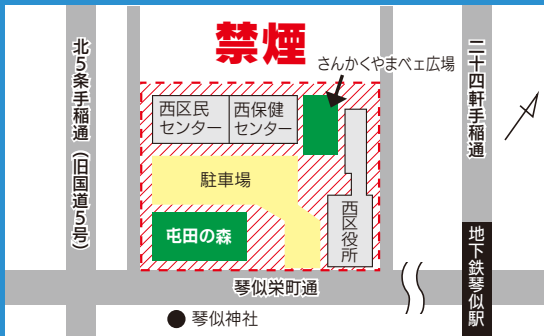 禁煙
さんかくやまベェ広場
北5条手稲通(旧国道5号)
二十四軒手稲通
西区民
センター
西保健
センター
駐車場
屯田の森
西区役所
地下鉄琴似駅
琴似栄町通
琴似神社